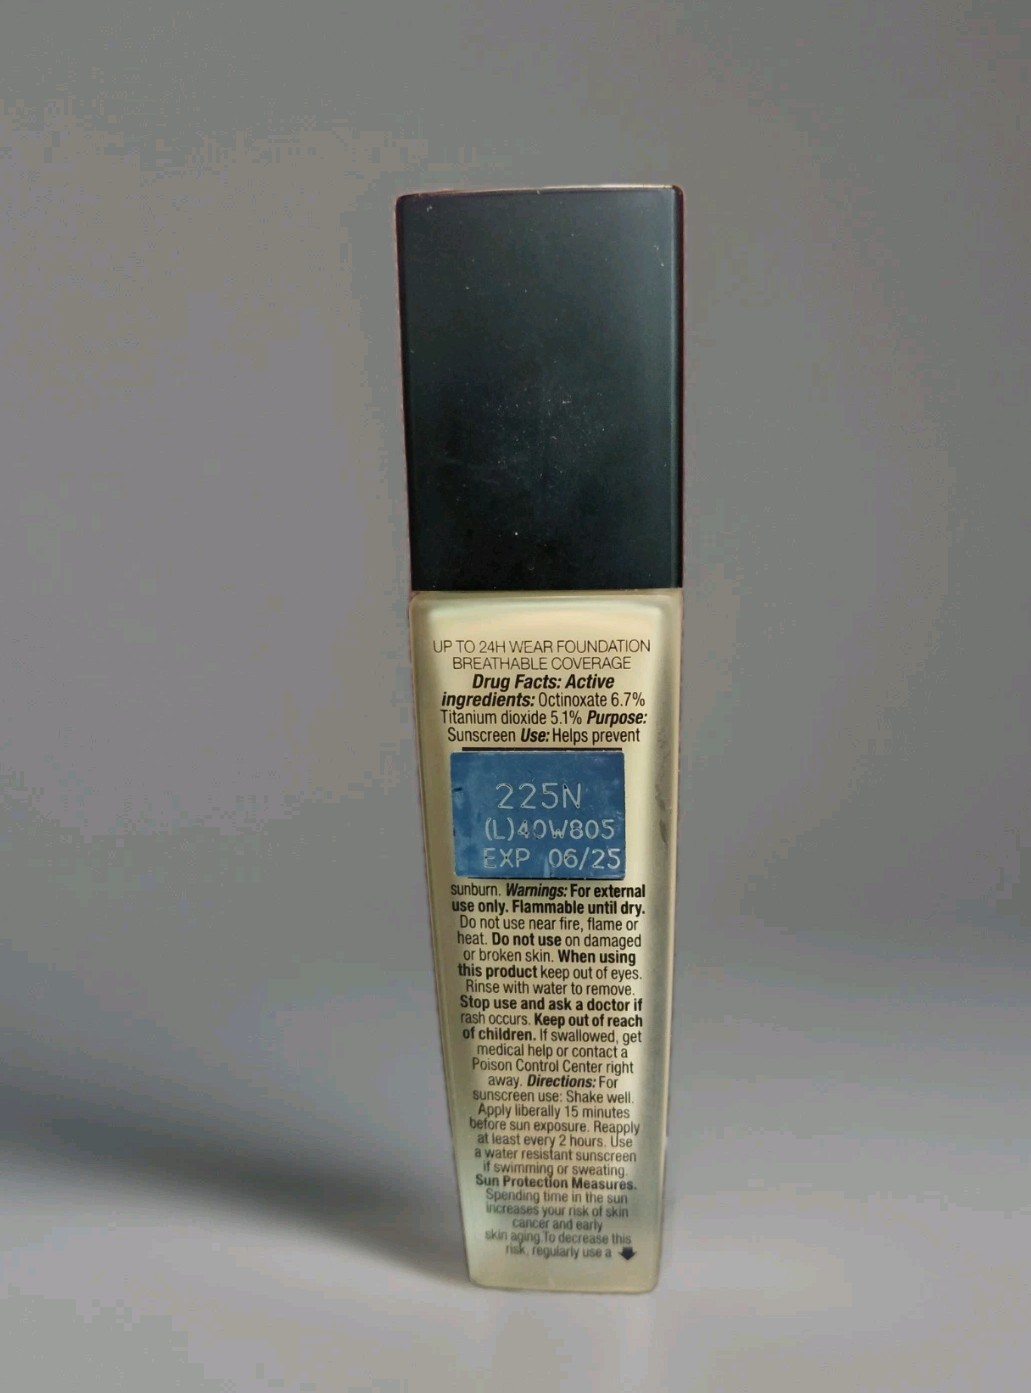 UP TO 24H WEAR FOUNDATION
BREATHABLE COVERAGE
Drug Facts: Active
ingredients: Octinoxate 6.7%
Titanium dioxide 5.1% Purpose:
Sunscreen Use: Helps prevent
225N
(L)40W805
EXP 06/25
sunburn. Warnings: For external
use only. Flammable until dry.
Do not use near fire, flame or
heat. Do not use on damaged
or broken skin. When using
this product keep out of eyes.
Rinse with water to remove.
Stop use and ask a doctor if
rash occurs. Keep out of reach
of children. If swallowed, get
medical help or contact a
Poison Control Center right
away. Directions: For
sunscreen use: Shake well.
Apply liberally 15 minutes
before sun exposure. Reapply
at least every 2 hours. Use
a water resistant sunscreen
if swimming or sweating.
Sun Protection Measures.
Spending time in the sun
increases your risk of skin
cancer and early
skin aging.To decrease this
risk, regularly use a